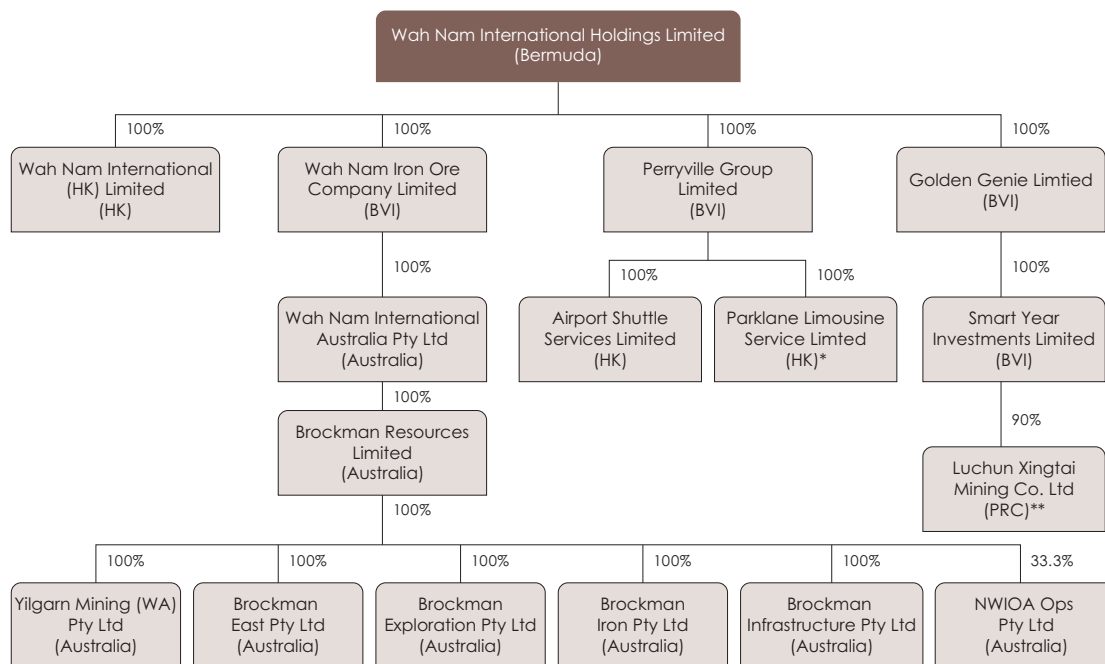 Wah Nam International Holdings Limited
(Bermuda)
100%
100%
100%
100%
Wah Nam International
(HK) Limited
(HK)
Wah Nam Iron Ore
Company Limited
(BVI)
Perryville Group
Limited
(BVI)
Golden Genie Limtied
(BVI)
100%
100%
100%
100%
Wah Nam International
Australia Pty Ltd
(Australia)
Airport Shuttle
Services Limited
(HK)
Parklane Limousine
Service Limted
(HK)*
Smart Year
Investments Limited
(BVI)
100%
90%
Brockman Resources
Limited
(Australia)
Luchun Xingtai
Mining Co. Ltd
(PRC)**
100%
100%
100%
100%
100%
100%
33.3%
Yilgarn Mining (WA)
Pty Ltd
(Australia)
Brockman
East Pty Ltd
(Australia)
Brockman
Exploration Pty Ltd
(Australia)
Brockman
Iron Pty Ltd
(Australia)
Brockman
Infrastructure Pty Ltd
(Australia)
NWIOA Ops
Pty Ltd
(Australia)